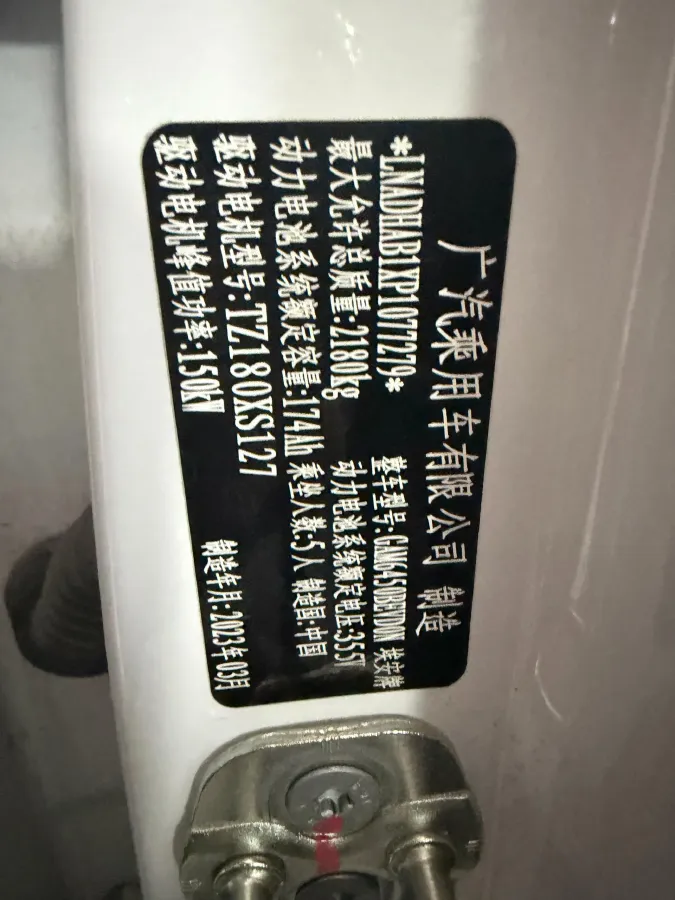 广汽乘用车有限公司 制造
*LNADHAB1XP1077279* 整车型号:GAM6450BEVD0N 埃安牌
最大允许总质量:2180kg 动力电池系统额定电压:355V
动力电池系统额定容量:174Ah 乘坐人数:5人 制造国:中国
驱动电机型号:TZ180XS127
驱动电机峰值功率:150kW 制造年月:2023年03月